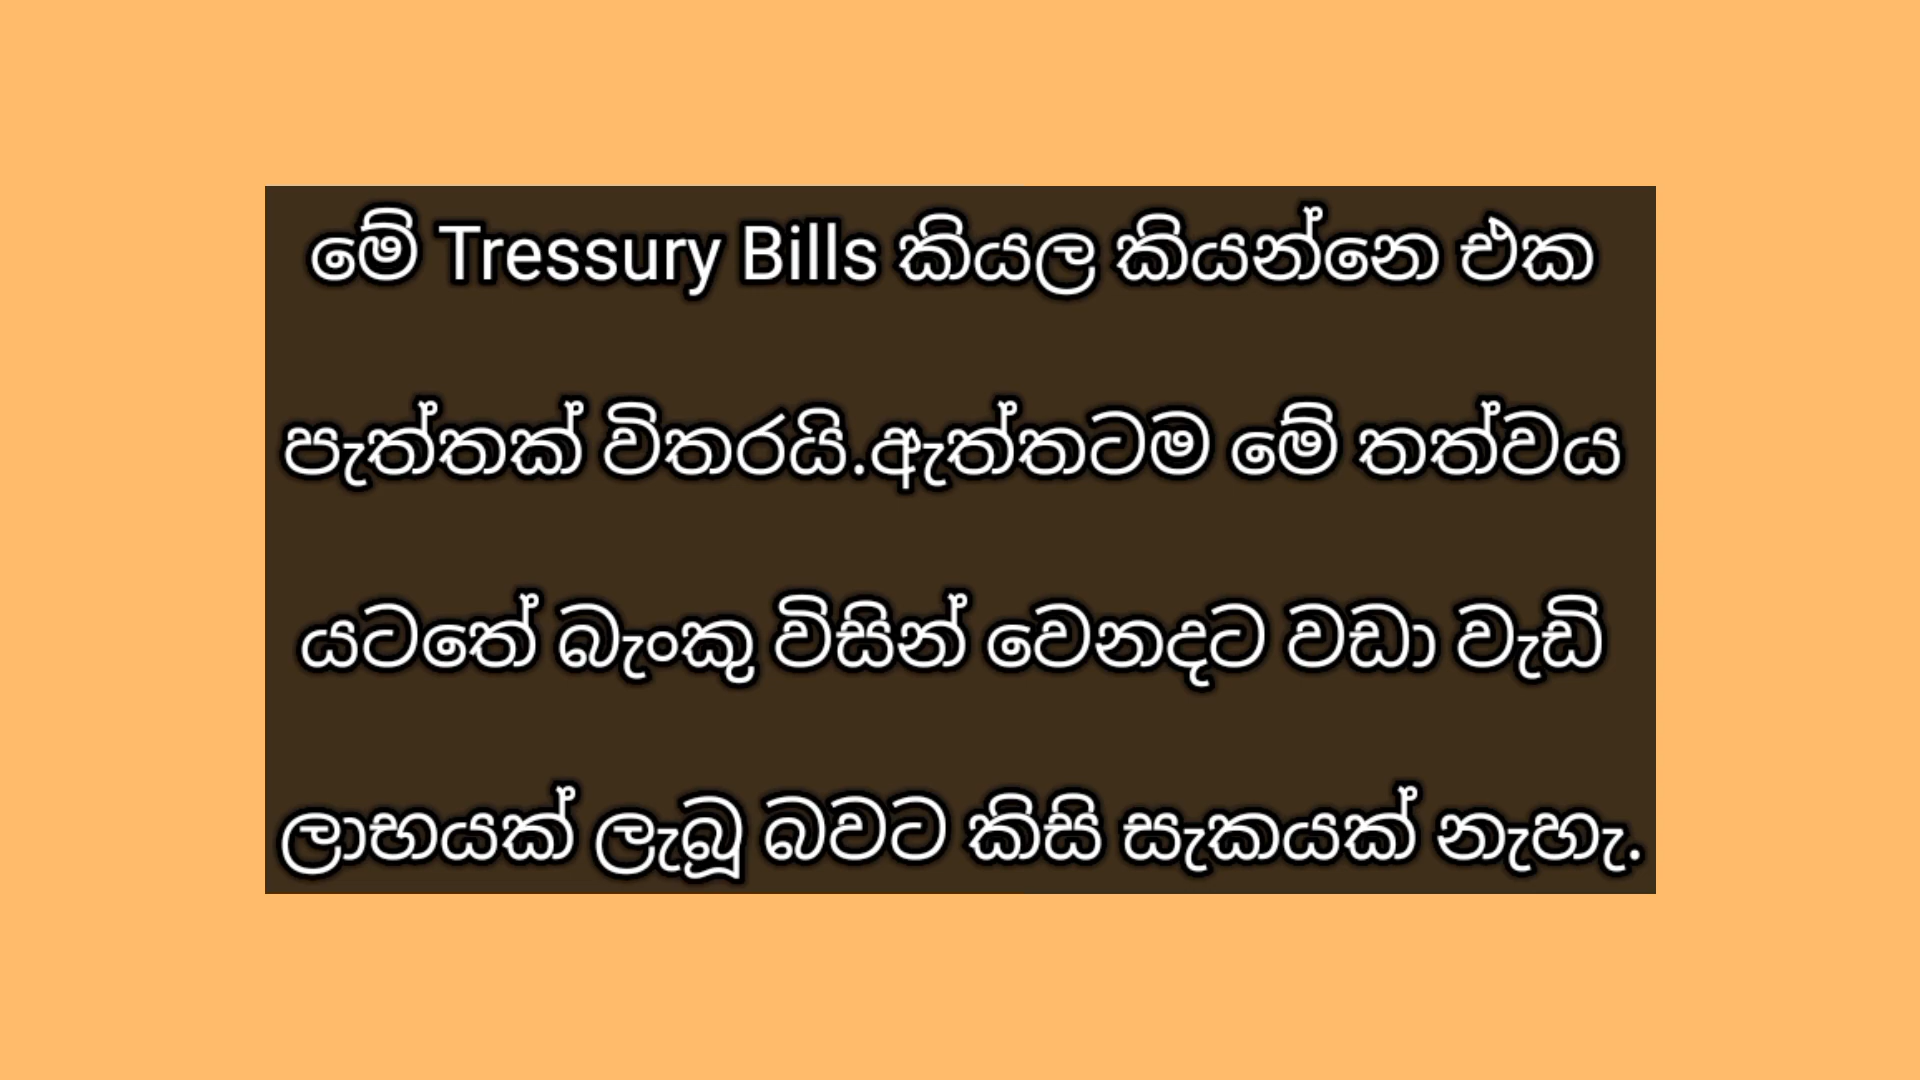 මේ Tressury Bills කියල කියන්නෙ එක
පැත්තක් විතරයි.ඇත්තටම මේ තත්වය
යටතේ බැංකු විසින් වෙනදට වඩා වැඩි
ලාභයක් ලැබූ බවට කිසි සැකයක් නැහැ.